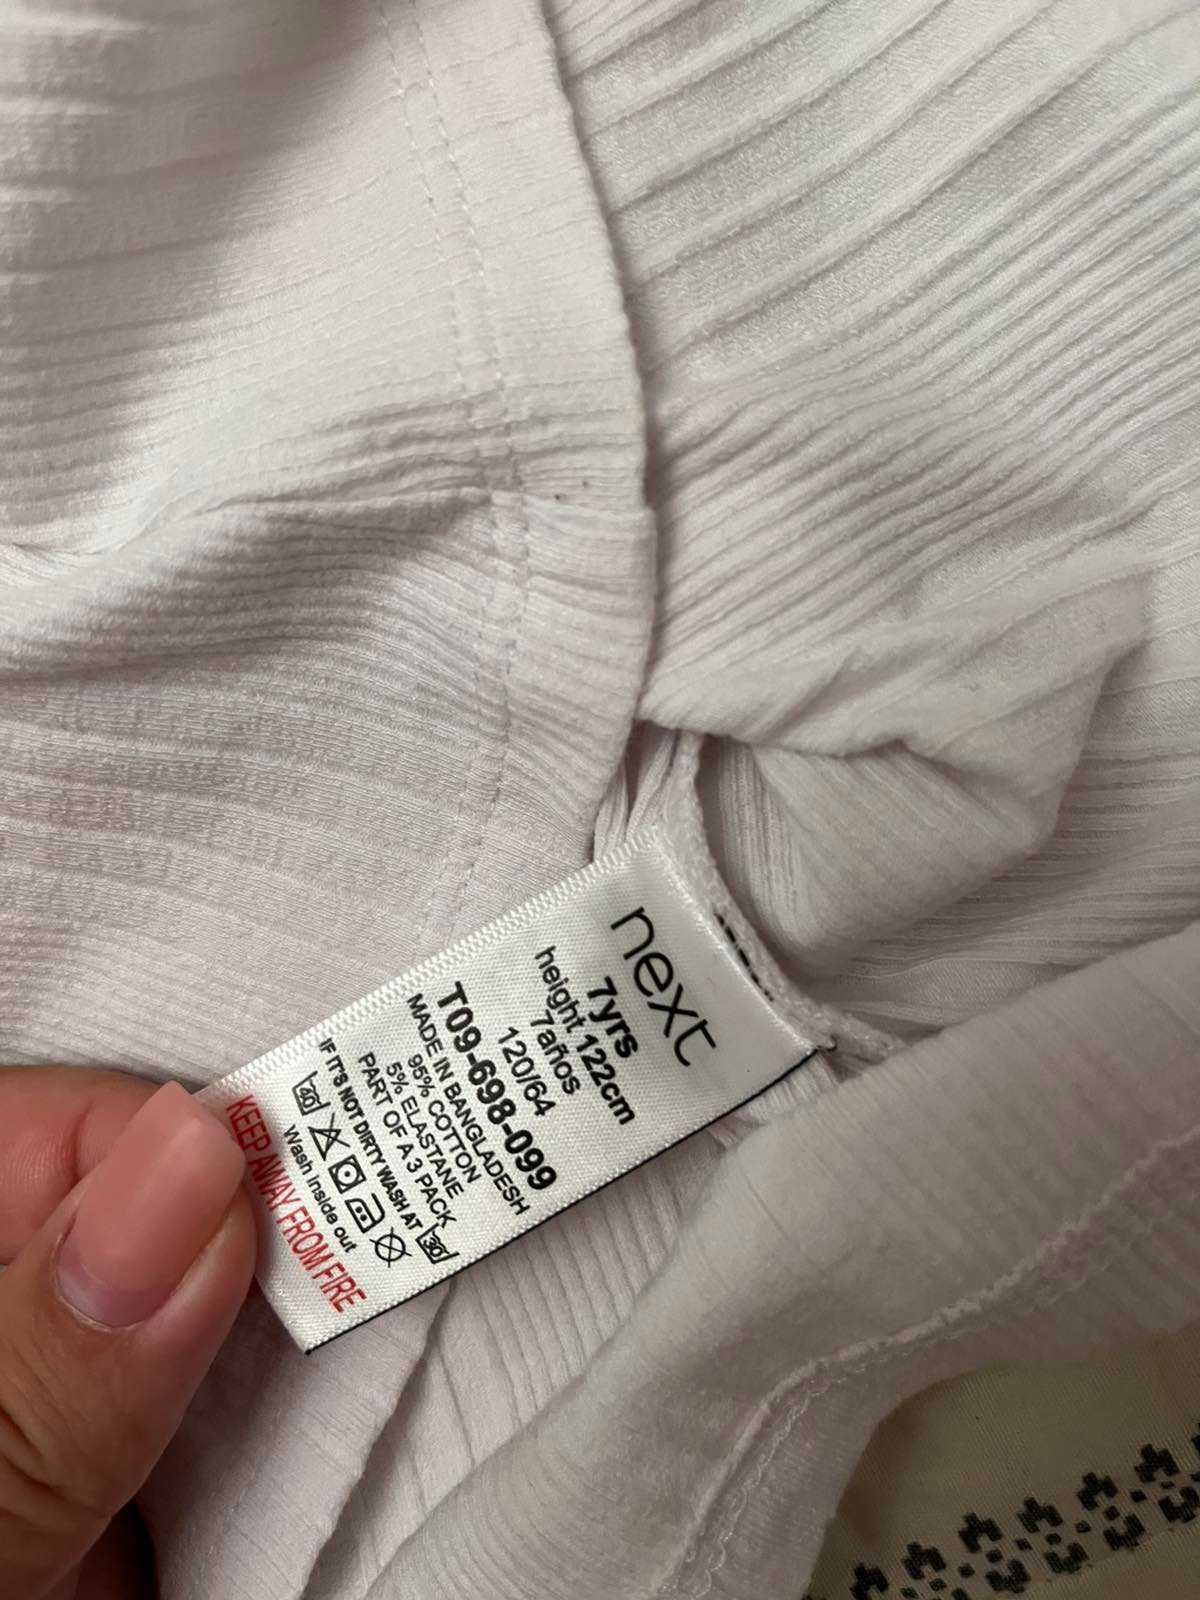 next
7yrs
height 122cm
7años
120/64
T09-698-099
MADE IN BANGLADESH
95% COTTON
5% ELASTANE
PART OF A 3 PACK
IF IT'S NOT DIRTY WASH AT 30
40
Wash inside out
KEEP AWAY FROM FIRE